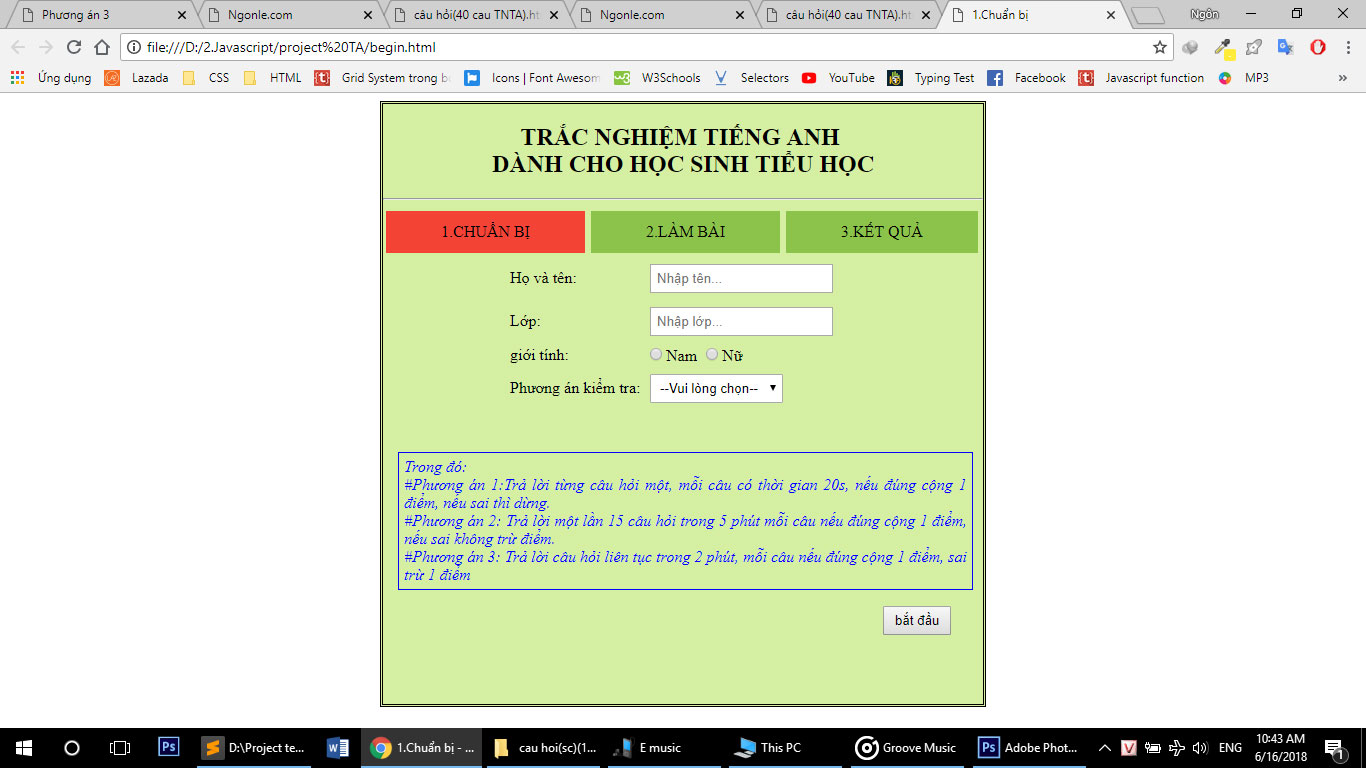 Phương án 3
Ngonle.com
câu hỏi(40 cau TNTA).ht
Ngonle.com
câu hỏi(40 cau TNTA).ht
1.Chuẩn bị
Ngôn
file:///D:/2.Javascript/project%20TA/begin.html
Ứng dụng Lazada CSS HTML Grid System trong bo Icons | Font Awesom W3Schools Selectors YouTube Typing Test Facebook Javascript function MP3 »
TRẮC NGHIỆM TIẾNG ANH
DÀNH CHO HỌC SINH TIỂU HỌC
1.CHUẨN BỊ 2.LÀM BÀI 3.KẾT QUẢ
Họ và tên: Nhập tên...
Lớp: Nhập lớp...
giới tính: Nam Nữ
Phương án kiểm tra: --Vui lòng chọn--
Trong đó:
#Phương án 1:Trả lời từng câu hỏi một, mỗi câu có thời gian 20s, nếu đúng cộng 1
điểm, nếu sai thì dừng.
#Phương án 2: Trả lời một lần 15 câu hỏi trong 5 phút mỗi câu nếu đúng cộng 1 điểm,
nếu sai không trừ điểm.
#Phương án 3: Trả lời câu hỏi liên tục trong 2 phút, mỗi câu nếu đúng cộng 1 điểm, sai
trừ 1 điểm
bắt đầu
Ps D:\Project te... 1.Chuẩn bị - ... cau hoi(sc)(1... E music This PC Groove Music Ps Adobe Phot... V ENG 10:43 AM
6/16/2018 1